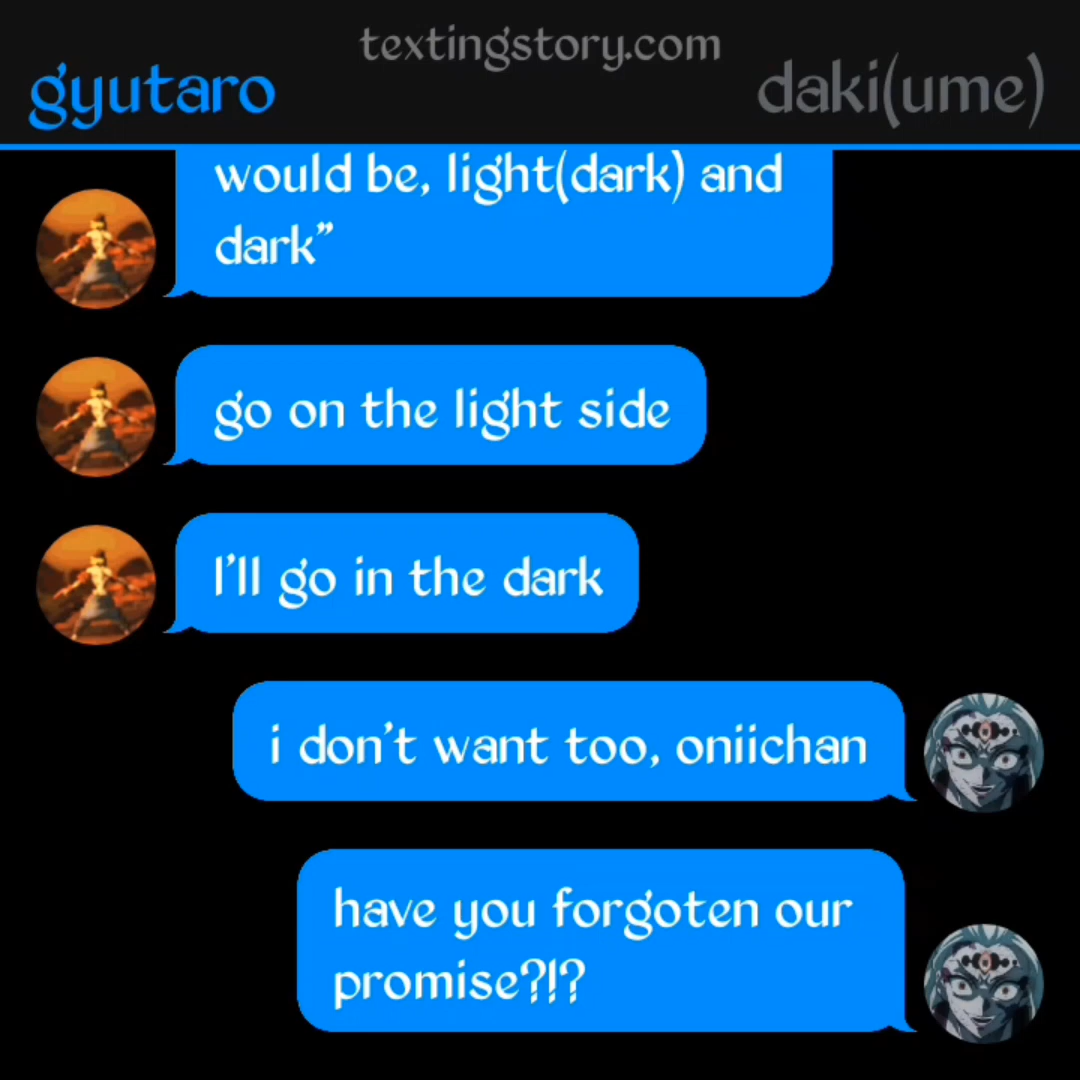 textingstory.com
gyutaro
daki(ume)
would be, light(dark) and
dark”
go on the light side
I’ll go in the dark
i don’t want too, oniichan
have you forgoten our
promise?!?